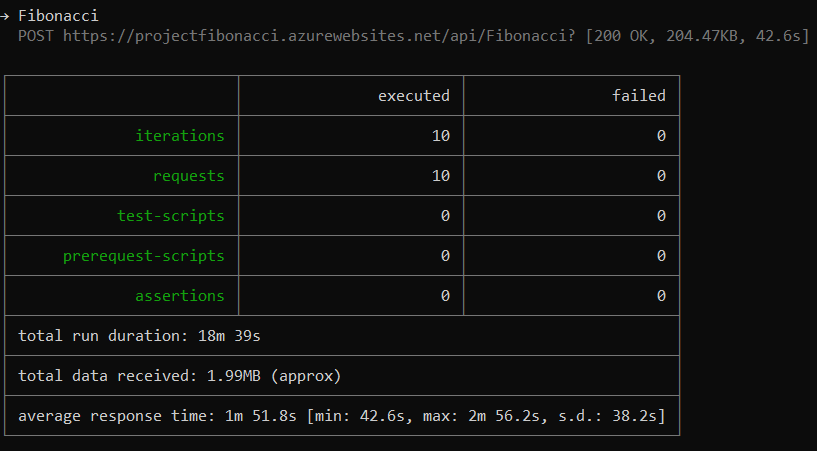 → Fibonacci
POST https://projectfibonacci.azurewebsites.net/api/Fibonacci? [200 OK, 204.47KB, 42.6s]
executed failed
iterations 10 0
requests 10 0
test-scripts 0 0
prerequest-scripts 0 0
assertions 0 0
total run duration: 18m 39s
total data received: 1.99MB (approx)
average response time: 1m 51.8s [min: 42.6s, max: 2m 56.2s, s.d.: 38.2s]